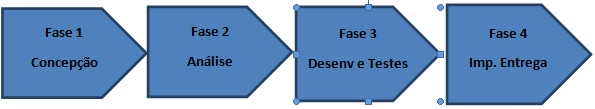 Fase 1
Concepção
Fase 2
Análise
Fase 3
Desenv e Testes
Fase 4
Imp. Entrega